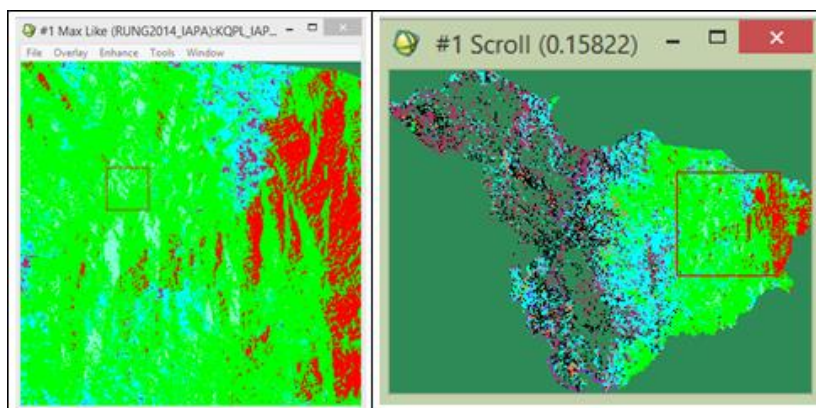 #1 Max Like (RUNG2014_IAPA):KQPL_IAP...
File Overlay Enhance Tools Window
#1 Scroll (0.15822)